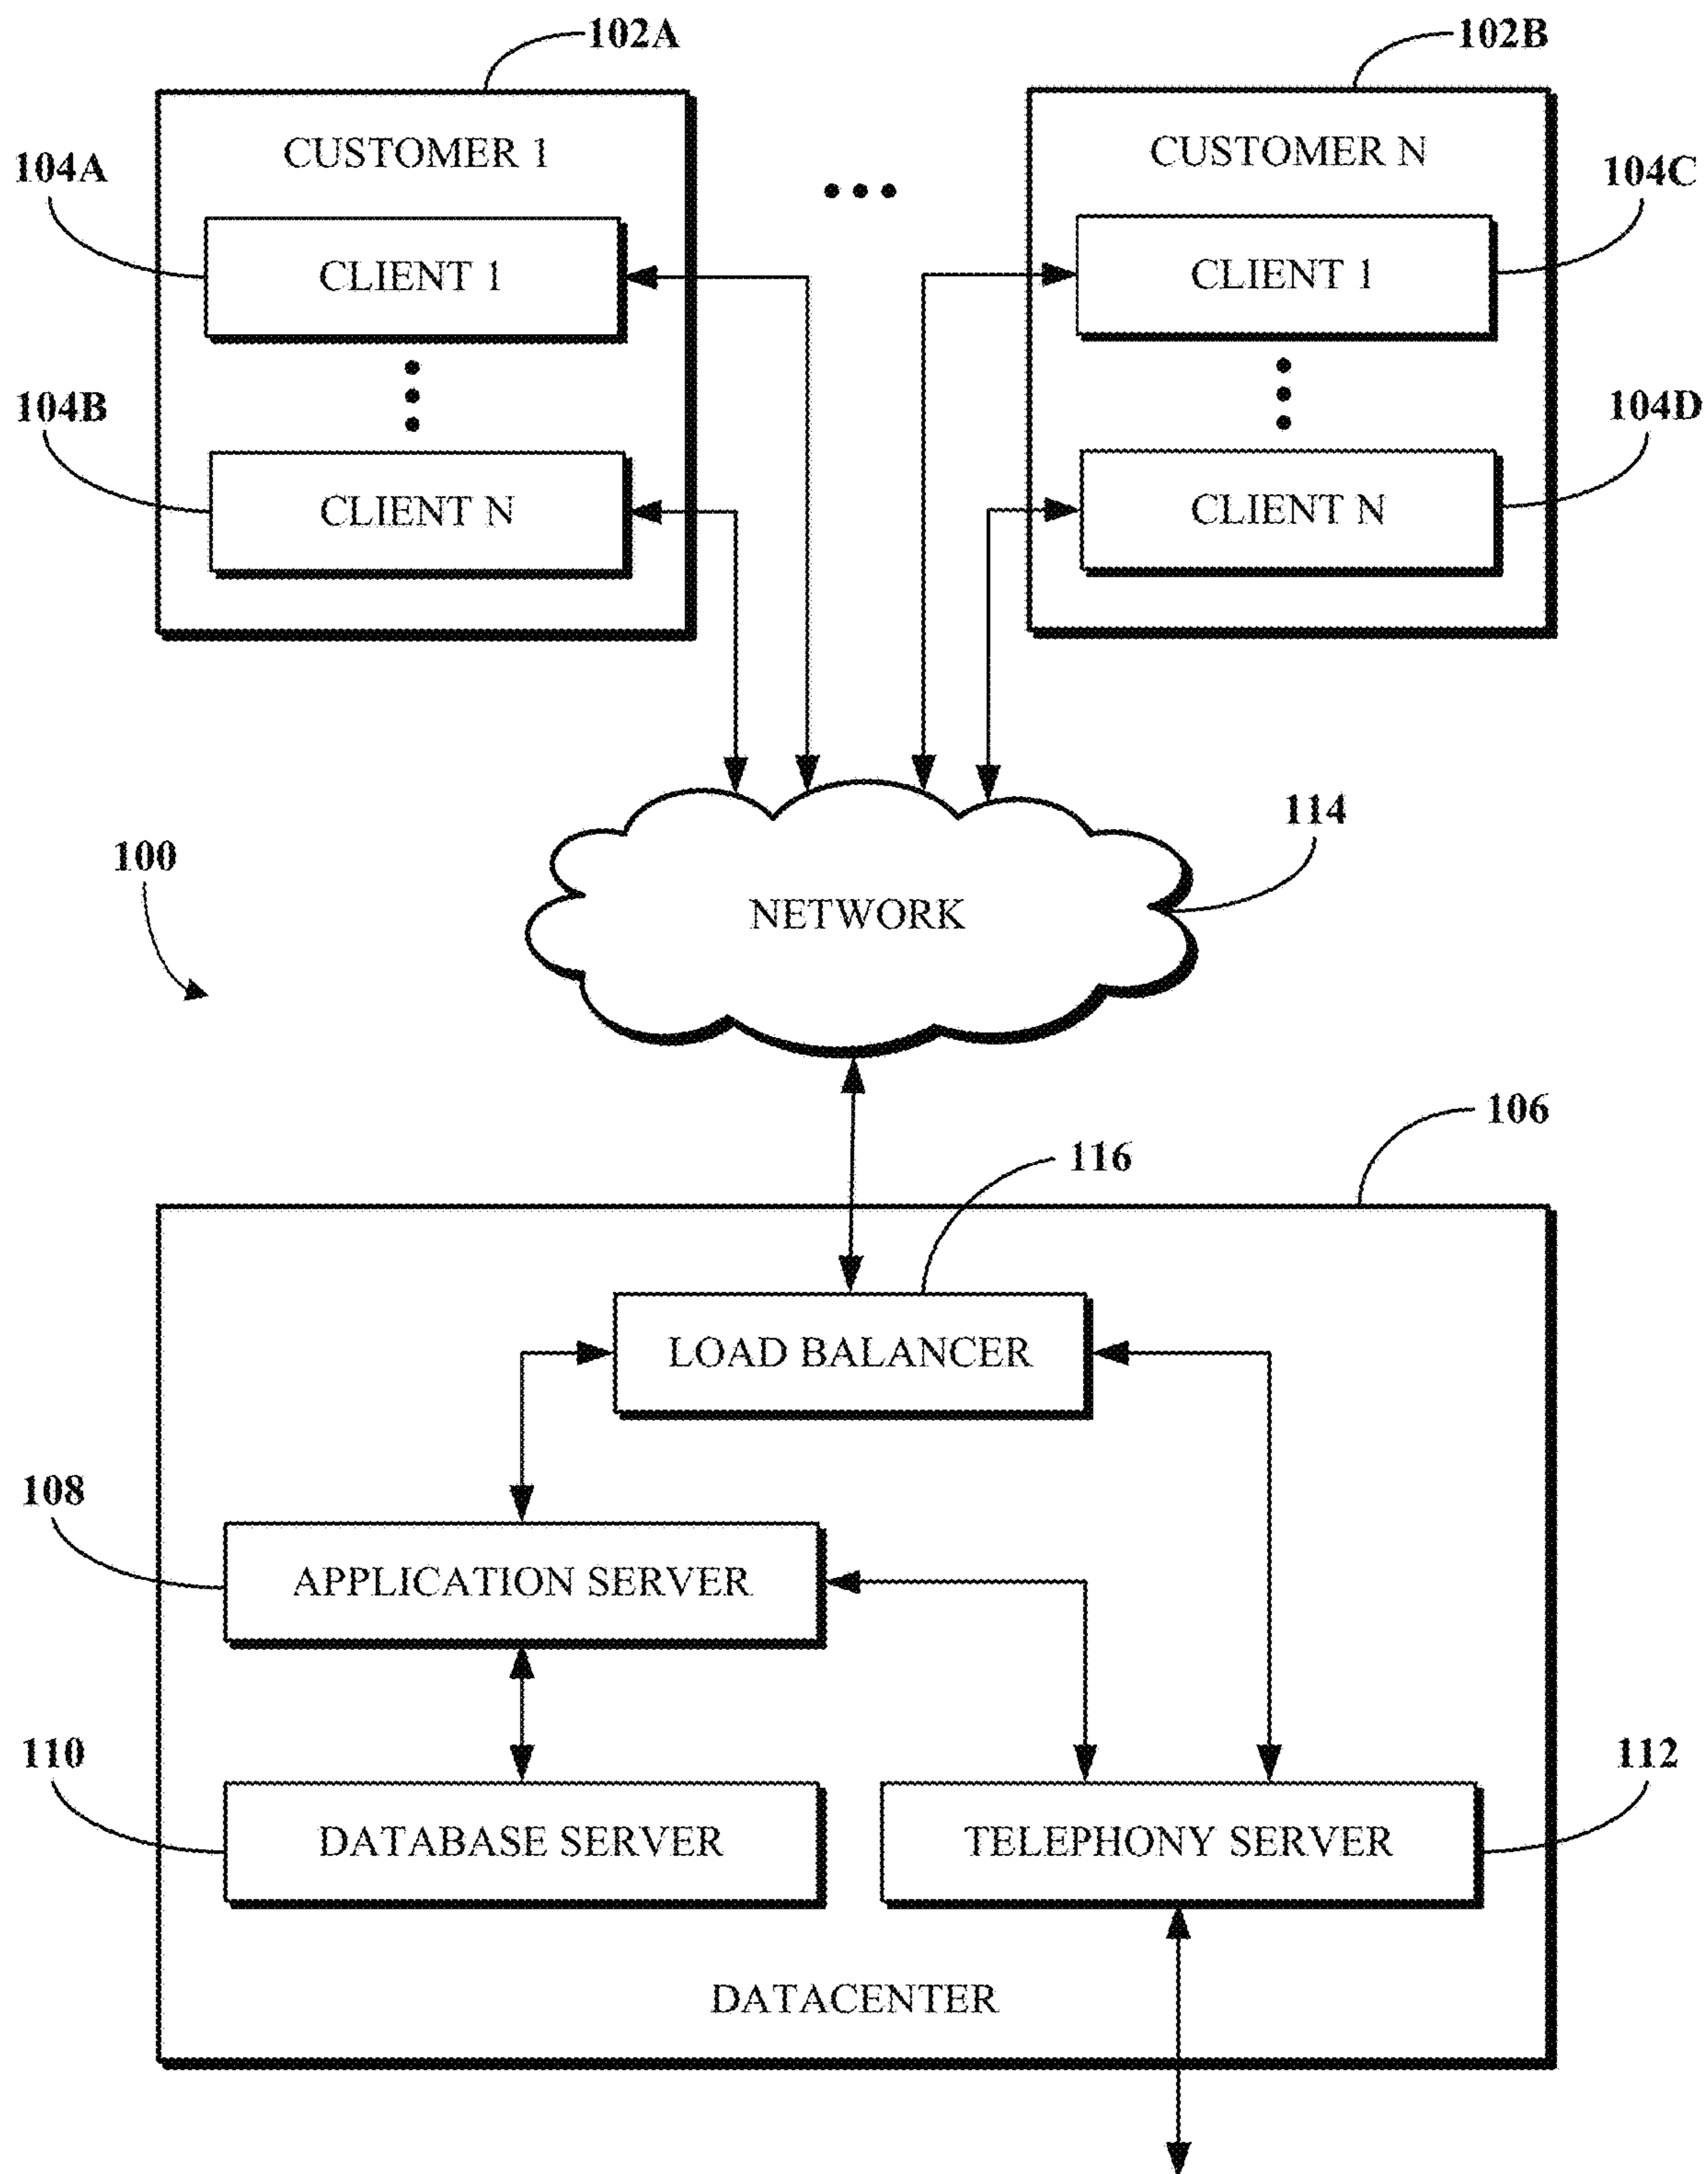 102A
102B
CUSTOMER 1
CUSTOMER N
104A
104C
CLIENT 1
CLIENT 1
104B
104D
CLIENT N
CLIENT N
114
100
NETWORK
106
116
LOAD BALANCER
108
APPLICATION SERVER
110
112
DATABASE SERVER
TELEPHONY SERVER
DATACENTER